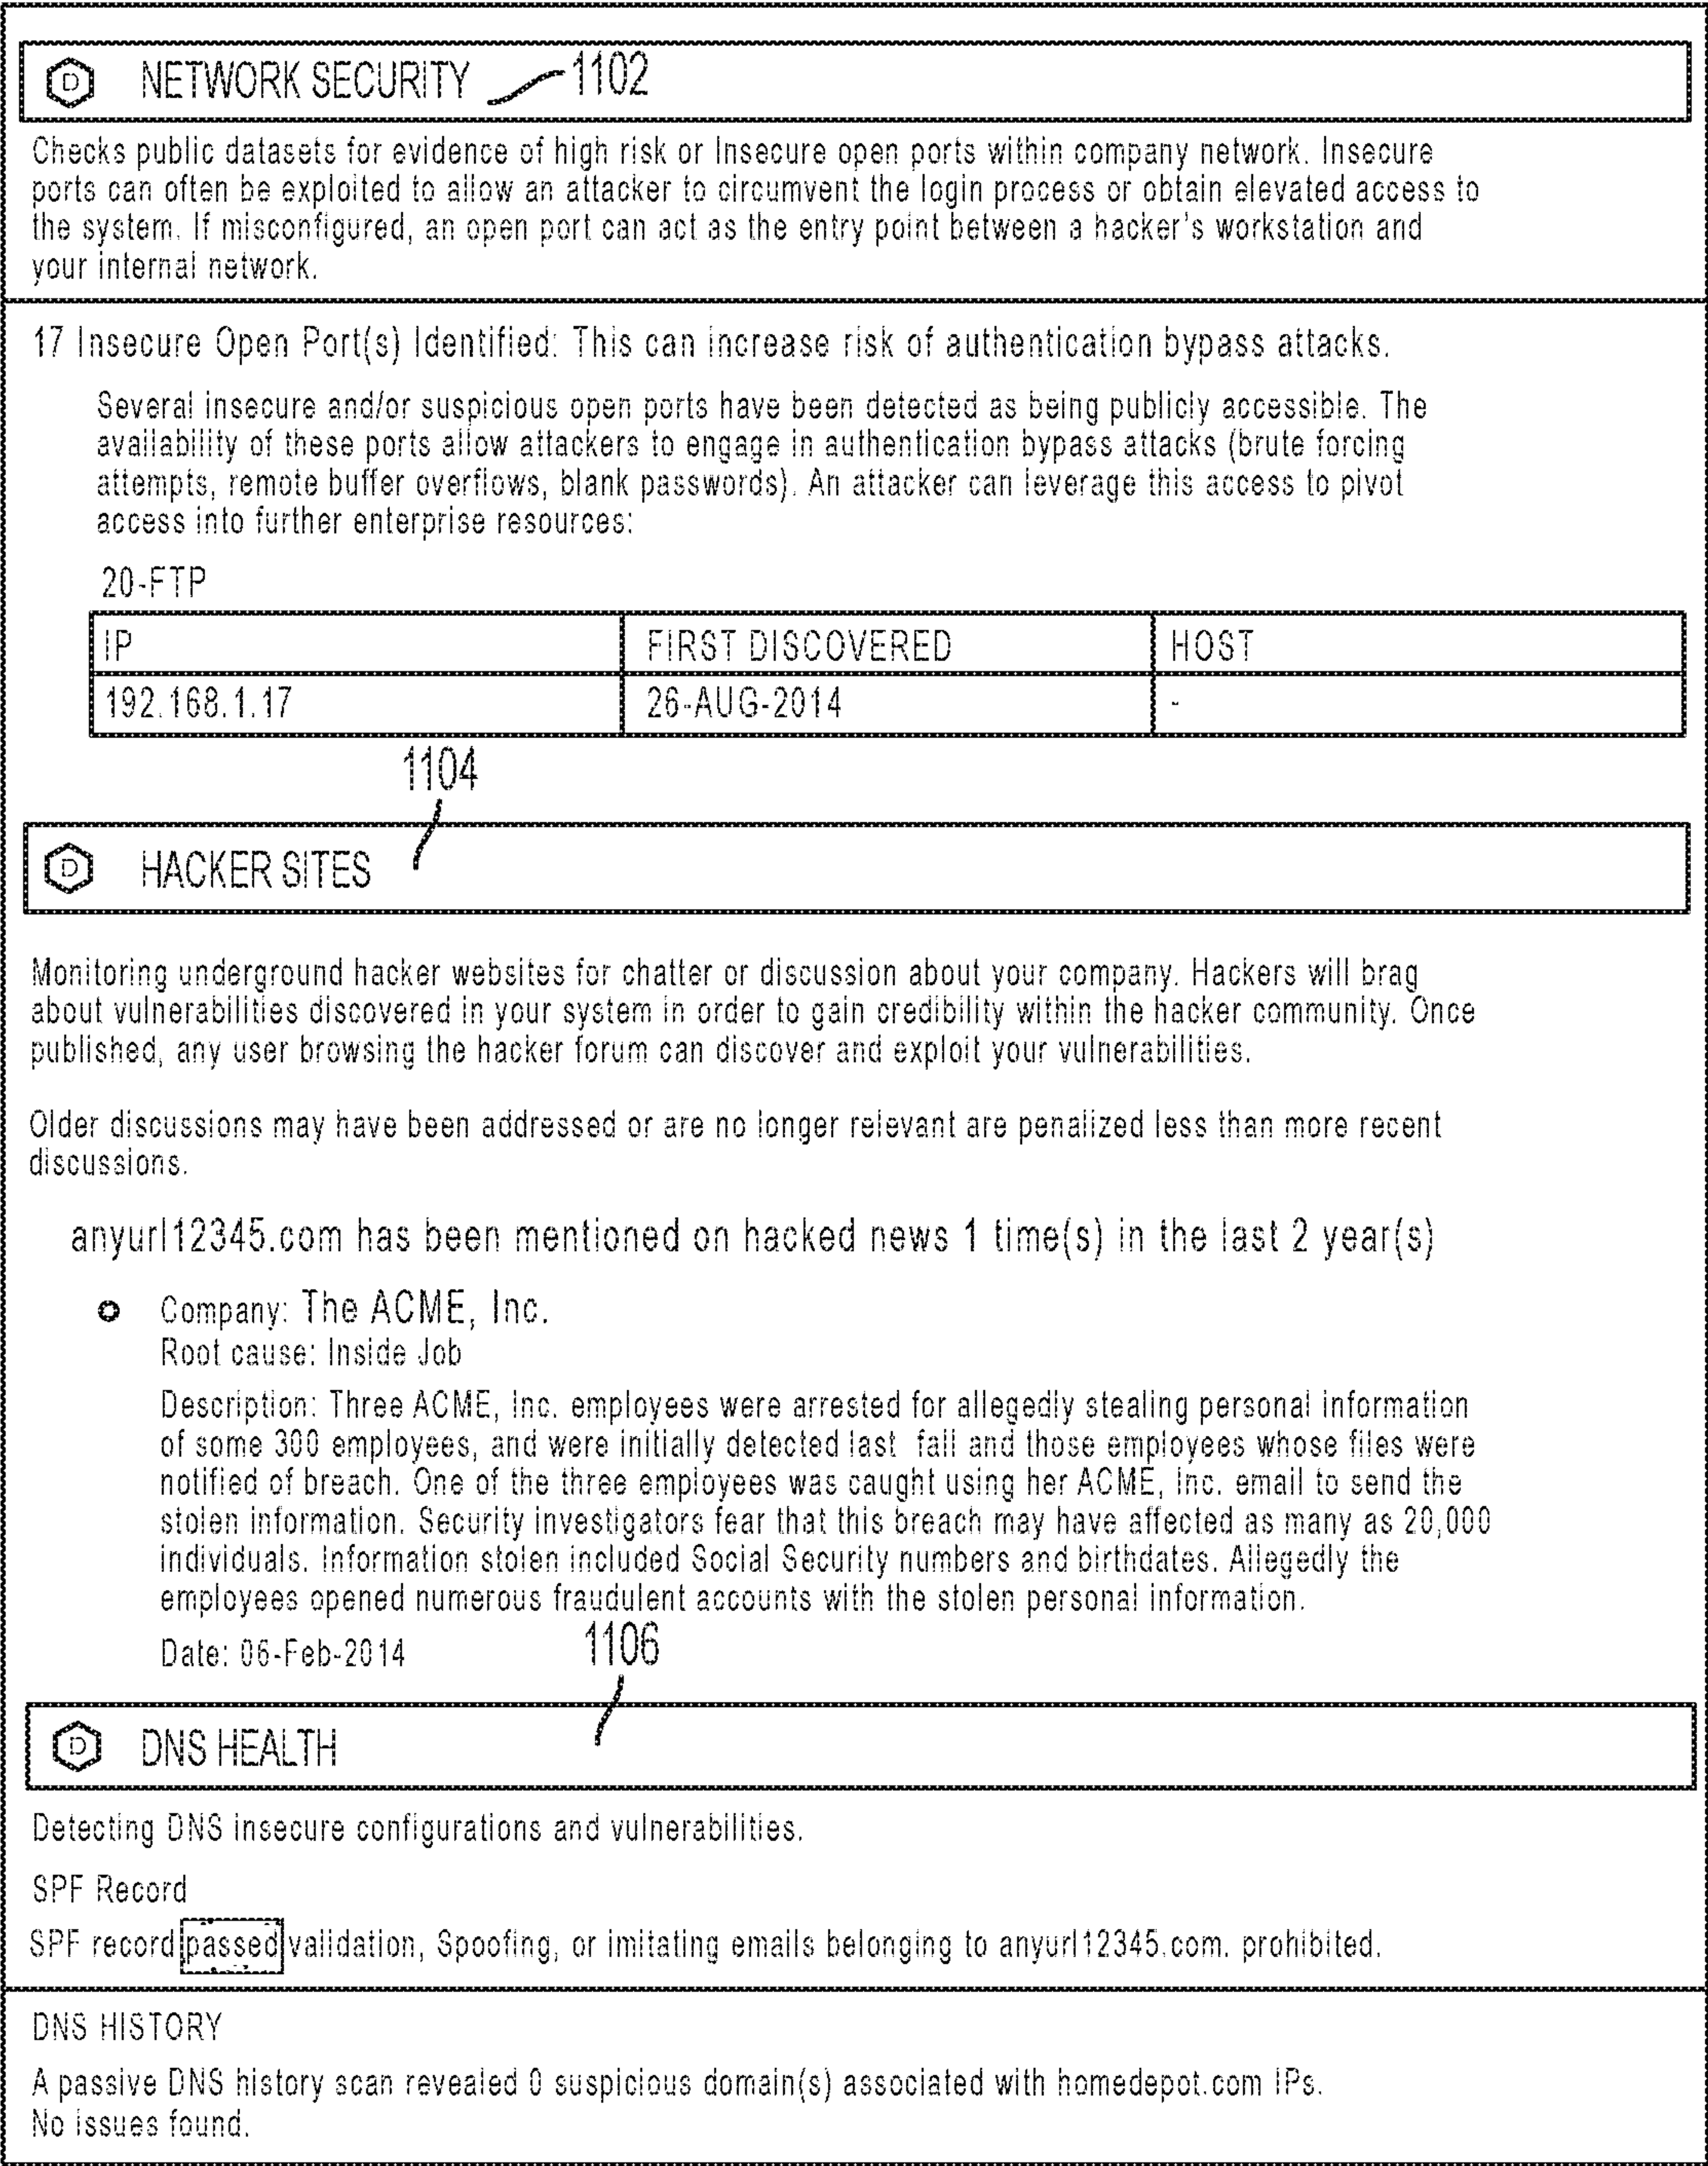 D NETWORK SECURITY 1102
Checks public datasets for evidence of high risk or Insecure open ports within company network. Insecure
ports can often be exploited to allow an attacker to circumvent the login process or obtain elevated access to
the system. If misconfigured, an open port can act as the entry point between a hacker's workstation and
your internal network.
17 Insecure Open Port(s) Identified: This can increase risk of authentication bypass attacks.
Several insecure and/or suspicious open ports have been detected as being publicly accessible. The
availability of these ports allow attackers to engage in authentication bypass attacks (brute forcing
attempts, remote buffer overflows, blank passwords). An attacker can leverage this access to pivot
access into further enterprise resources:
20-FTP
IP FIRST DISCOVERED HOST
192.168.1.17 26-AUG-2014 -
1104
D HACKER SITES
Monitoring underground hacker websites for chatter or discussion about your company. Hackers will brag
about vulnerabilities discovered in your system in order to gain credibility within the hacker community. Once
published, any user browsing the hacker forum can discover and exploit your vulnerabilities.
Older discussions may have been addressed or are no longer relevant are penalized less than more recent
discussions.
anyurl12345.com has been mentioned on hacked news 1 time(s) in the last 2 year(s)
Company: The ACME, Inc.
Root cause: Inside Job
Description: Three ACME, Inc. employees were arrested for allegedly stealing personal information
of some 300 employees, and were initially detected last fall and those employees whose files were
notified of breach. One of the three employees was caught using her ACME, Inc. email to send the
stolen information. Security investigators fear that this breach may have affected as many as 20,000
individuals. Information stolen included Social Security numbers and birthdates. Allegedly the
employees opened numerous fraudulent accounts with the stolen personal information.
Date: 06-Feb-2014 1106
D DNS HEALTH
Detecting DNS insecure configurations and vulnerabilities.
SPF Record
SPF record passed validation, Spoofing, or imitating emails belonging to anyurl12345.com. prohibited.
DNS HISTORY
A passive DNS history scan revealed 0 suspicious domain(s) associated with homedepot.com IPs.
No issues found.